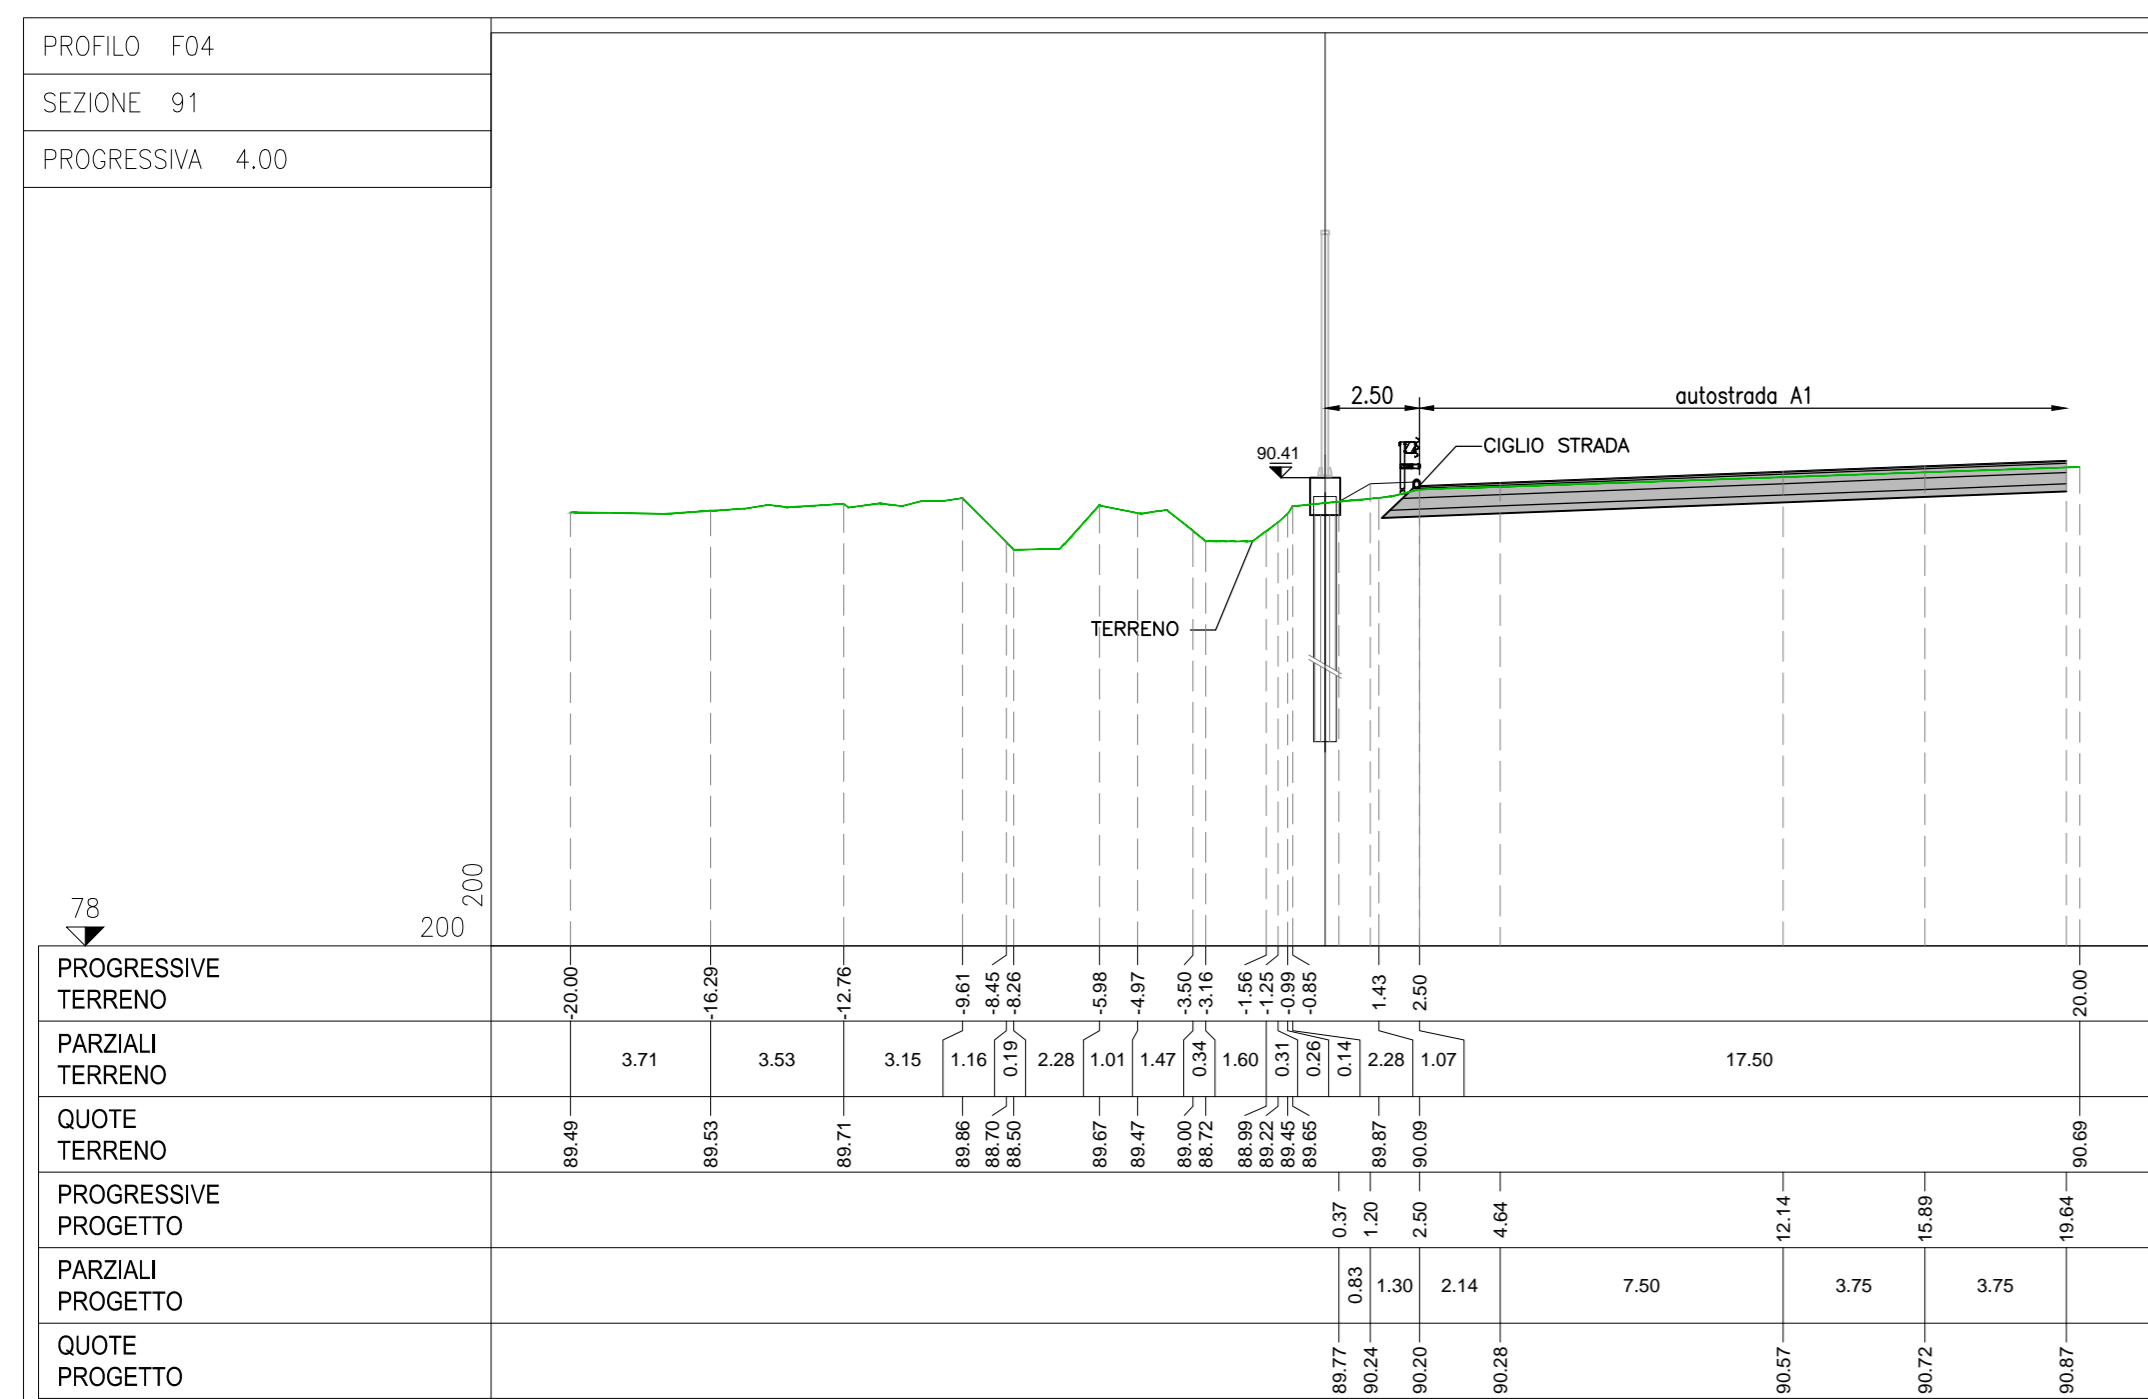 PROFILO F04
SEZIONE 91
PROGRESSIVA 4.00
2.50
autostrada A1
90.41
CIGLIO STRADA
TERRENO
200
78
200
PROGRESSIVE
TERRENO
-20.00 -16.29 -12.76 -9.61 -8.45 -8.26 -5.98 -4.97 -3.50 -3.16 -1.56 -1.25 -0.99 -0.85 1.43 2.50 20.00
PARZIALI
TERRENO
3.71 3.53 3.15 1.16 0.19 2.28 1.01 1.47 0.34 1.60 0.31 0.26 0.14 2.28 1.07 17.50
QUOTE
TERRENO
89.49 89.53 89.71 89.86 88.70 88.50 89.67 89.47 89.00 88.72 88.99 89.22 89.45 89.65 89.87 90.09 90.69
PROGRESSIVE
PROGETTO
0.37 1.20 2.50 4.64 12.14 15.89 19.64
PARZIALI
PROGETTO
0.83 1.30 2.14 7.50 3.75 3.75
QUOTE
PROGETTO
89.77 90.24 90.20 90.28 90.57 90.72 90.87